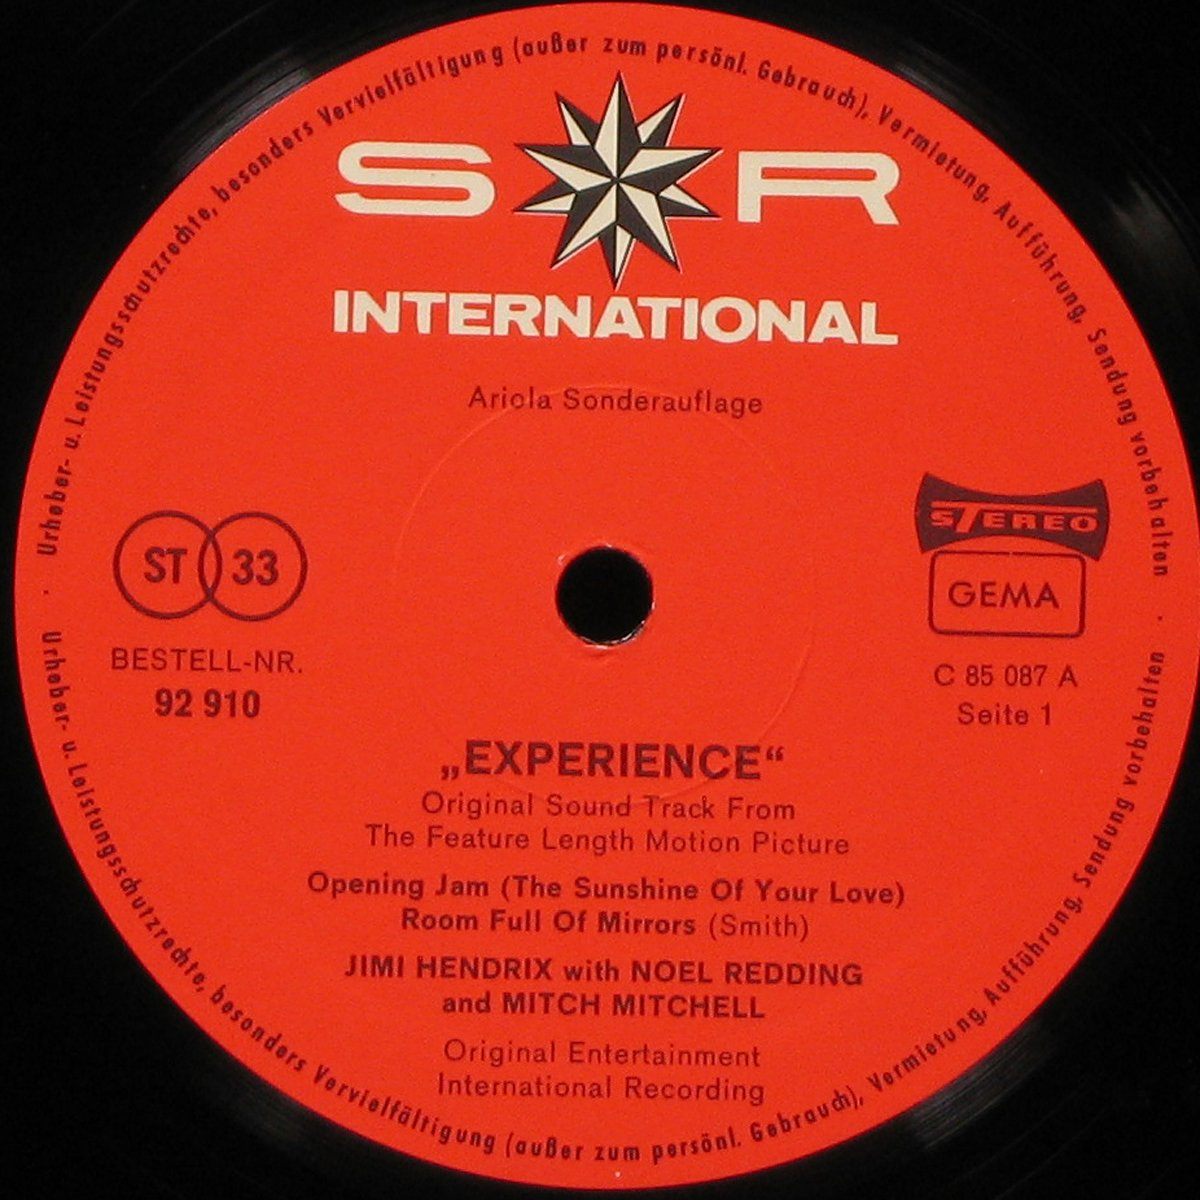 Urheber- u. Leistungsschutzrechte, besonders Vervielfältigung (außer zum persönl. Gebrauch), Vermietung, Aufführung, Sendung vorbehalten
S R
INTERNATIONAL
Ariola Sonderauflage
ST 33
STEREO
GEMA
BESTELL-NR.
92 910
C 85 087 A
Seite 1
„EXPERIENCE“
Original Sound Track From
The Feature Length Motion Picture
Opening Jam (The Sunshine Of Your Love)
Room Full Of Mirrors (Smith)
JIMI HENDRIX with NOEL REDDING
and MITCH MITCHELL
Original Entertainment
International Recording
Urheber- u. Leistungsschutzrechte, besonders Vervielfältigung (außer zum persönl. Gebrauch), Vermietung, Aufführung, Sendung vorbehalten